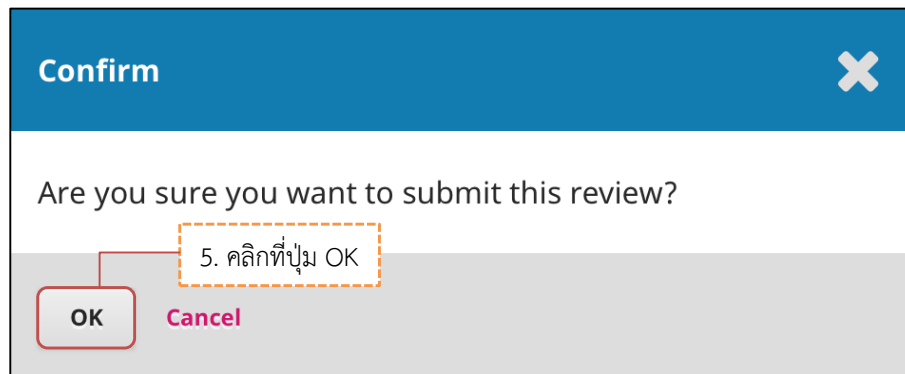 Confirm
Are you sure you want to submit this review?
5. คลิกที่ปุ่ม OK
OK Cancel